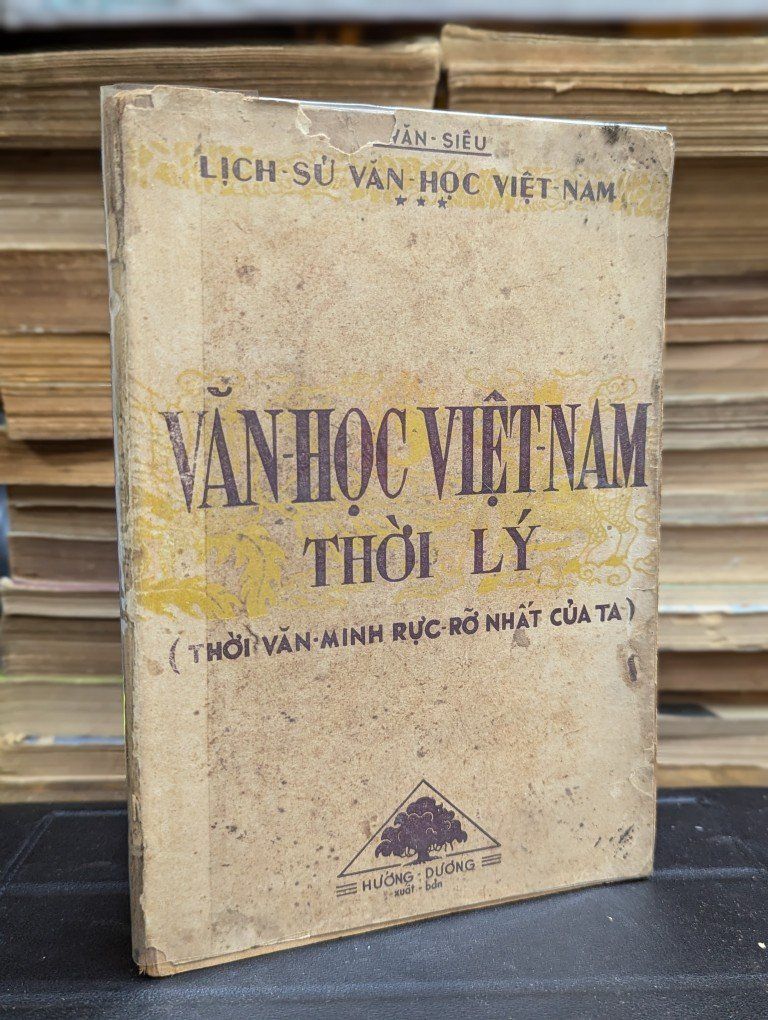 VĂN-SIÊU
LỊCH-SỬ VĂN-HỌC VIỆT-NAM
***
VĂN-HỌC VIỆT-NAM
THỜI LÝ
(THỜI VĂN-MINH RỰC-RỠ NHẤT CỦA TA)
HƯỚNG-DƯƠNG
xuất-bản